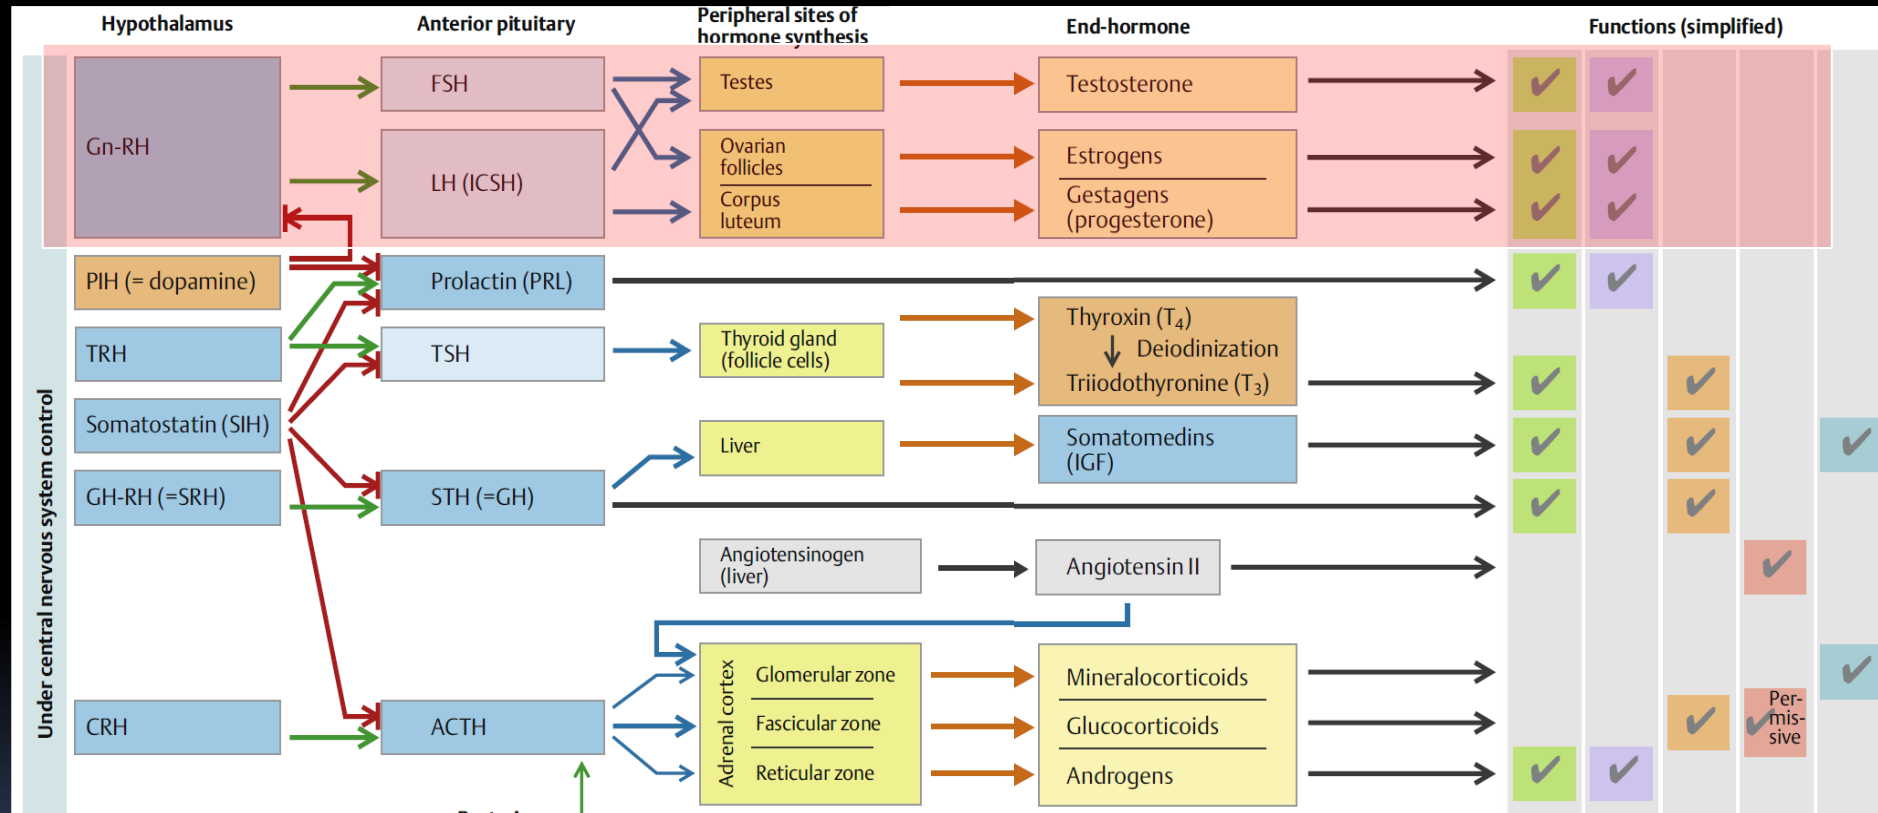 Hypothalamus
Anterior pituitary
Peripheral sites of
hormone synthesis
End-hormone
Functions (simplified)
Under central nervous system control
Gn-RH
FSH
Testes
Testosterone
LH (ICSH)
Ovarian
follicles
Corpus
luteum
Estrogens
Gestagens
(progesterone)
PIH (= dopamine)
Prolactin (PRL)
TRH
TSH
Thyroid gland
(follicle cells)
Thyroxin (T4)
Deiodinization
Triiodothyronine (T3)
Somatostatin (SIH)
Liver
Somatomedins
(IGF)
GH-RH (=SRH)
STH (=GH)
Angiotensinogen
(liver)
Angiotensin II
CRH
ACTH
Adrenal cortex
Glomerular zone
Fascicular zone
Reticular zone
Mineralocorticoids
Glucocorticoids
Androgens
Per-
mis-
sive